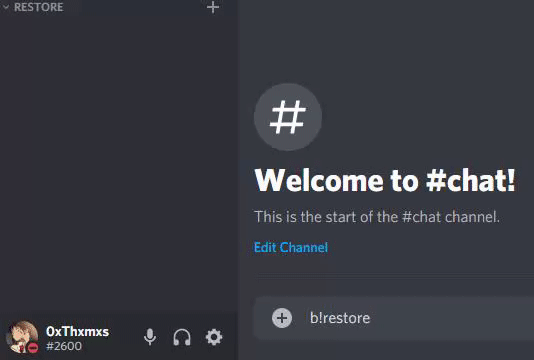 RESTORE
Welcome to #chat!
This is the start of the #chat channel.
Edit Channel
b!restore
0xThxmxs
#2600